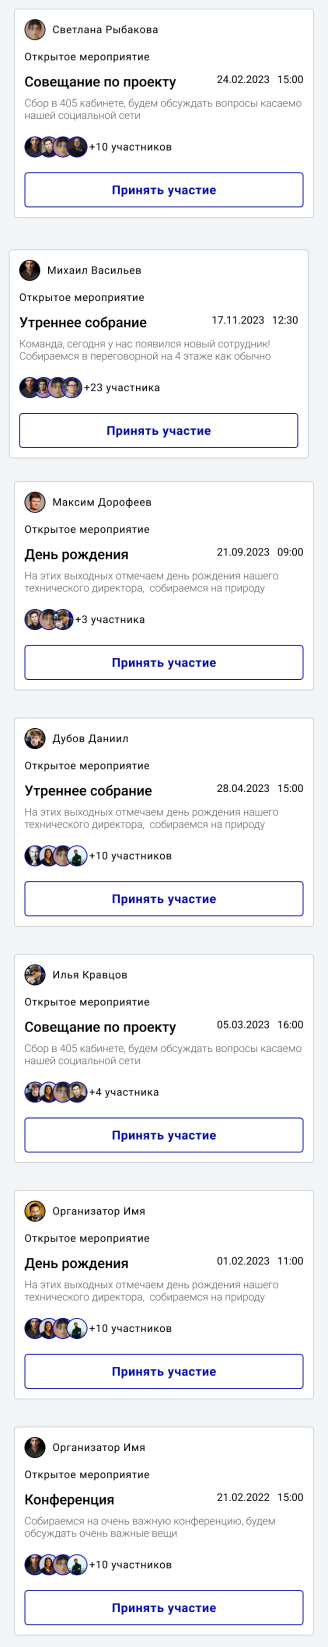 Светлана Рыбакова
Открытое мероприятие
Совещание по проекту 24.02.2023 15:00
Сбор в 405 кабинете, будем обсуждать вопросы касаемо
нашей социальной сети
+10 участников
Принять участие
Михаил Васильев
Открытое мероприятие
Утреннее собрание 17.11.2023 12:30
Команда, сегодня у нас появился новый сотрудник!
Собираемся в переговорной на 4 этаже как обычно
+23 участника
Принять участие
Максим Дорофеев
Открытое мероприятие
День рождения 21.09.2023 09:00
На этих выходных отмечаем день рождения нашего
технического директора, собираемся на природу
+3 участника
Принять участие
Дубов Даниил
Открытое мероприятие
Утреннее собрание 28.04.2023 15:00
На этих выходных отмечаем день рождения нашего
технического директора, собираемся на природу
+10 участников
Принять участие
Илья Кравцов
Открытое мероприятие
Совещание по проекту 05.03.2023 16:00
Сбор в 405 кабинете, будем обсуждать вопросы касаемо
нашей социальной сети
+4 участника
Принять участие
Организатор Имя
Открытое мероприятие
День рождения 01.02.2023 11:00
На этих выходных отмечаем день рождения нашего
технического директора, собираемся на природу
+10 участников
Принять участие
Организатор Имя
Открытое мероприятие
Конференция 21.02.2022 15:00
Собираемся на очень важную конференцию, будем
обсуждать очень важные вещи
+10 участников
Принять участие